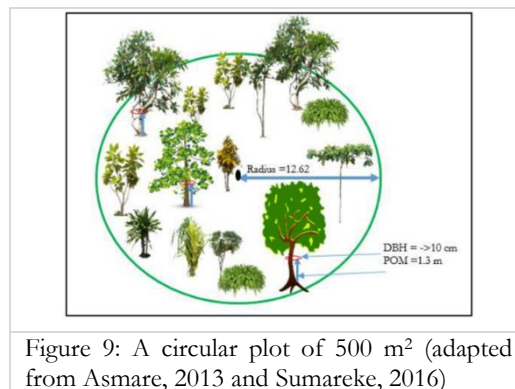 Radius =12.62
DBH = ->10 cm
POM =1.3 m
Figure 9: A circular plot of 500 m² (adapted
from Asmare, 2013 and Sumareke, 2016)